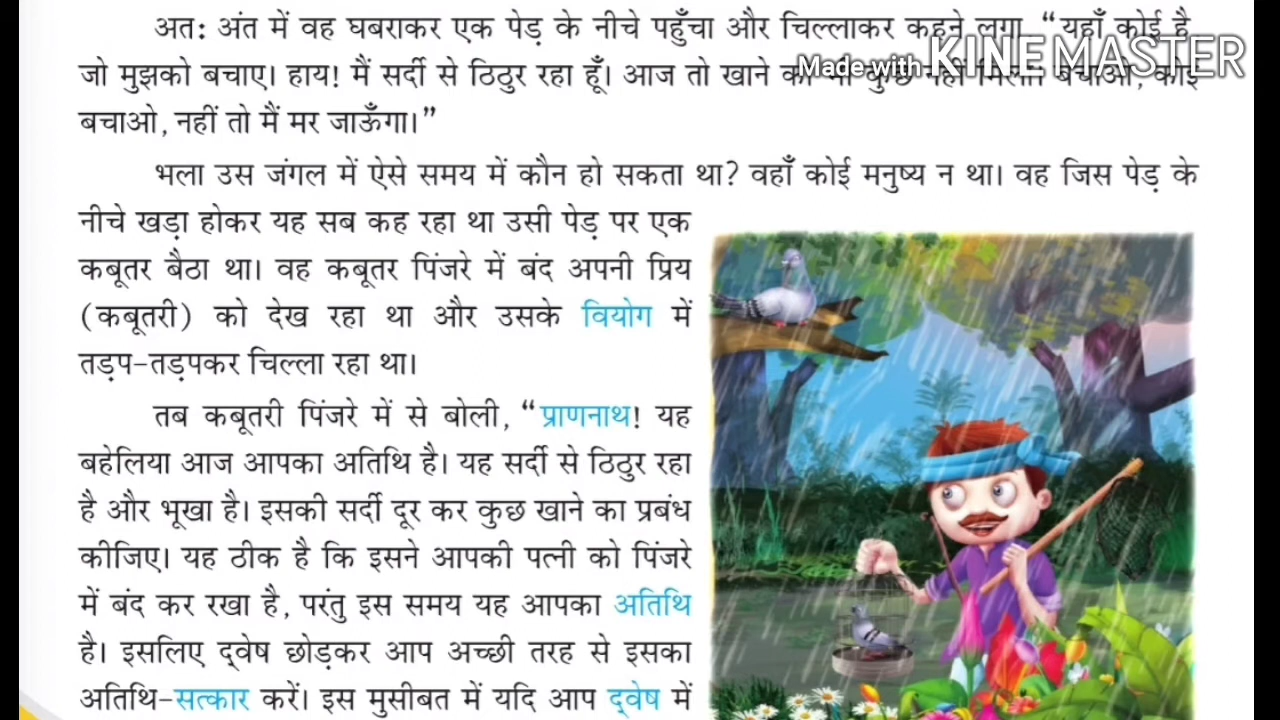 अत: अंत में वह घबराकर एक पेड़ के नीचे पहुँचा और चिल्लाकर कहने लगा, “यहाँ कोई है
जो मुझको बचाए। हाय! मैं सर्दी से ठिठुर रहा हूँ। आज तो खाने को भी कुछ नहीं मिला। बचाओ, कोई
Made with KINEMASTER
बचाओ, नहीं तो मैं मर जाऊँगा।”
भला उस जंगल में ऐसे समय में कौन हो सकता था? वहाँ कोई मनुष्य न था। वह जिस पेड़ के
नीचे खड़ा होकर यह सब कह रहा था उसी पेड़ पर एक
कबूतर बैठा था। वह कबूतर पिंजरे में बंद अपनी प्रिय
(कबूतरी) को देख रहा था और उसके वियोग में
तड़प-तड़पकर चिल्ला रहा था।
तब कबूतरी पिंजरे में से बोली, “प्राणनाथ! यह
बहेलिया आज आपका अतिथि है। यह सर्दी से ठिठुर रहा
है और भूखा है। इसकी सर्दी दूर कर कुछ खाने का प्रबंध
कीजिए। यह ठीक है कि इसने आपकी पत्नी को पिंजरे
में बंद कर रखा है, परंतु इस समय यह आपका अतिथि
है। इसलिए द्‌वेष छोड़कर आप अच्छी तरह से इसका
अतिथि-सत्कार करें। इस मुसीबत में यदि आप द्‌वेष में